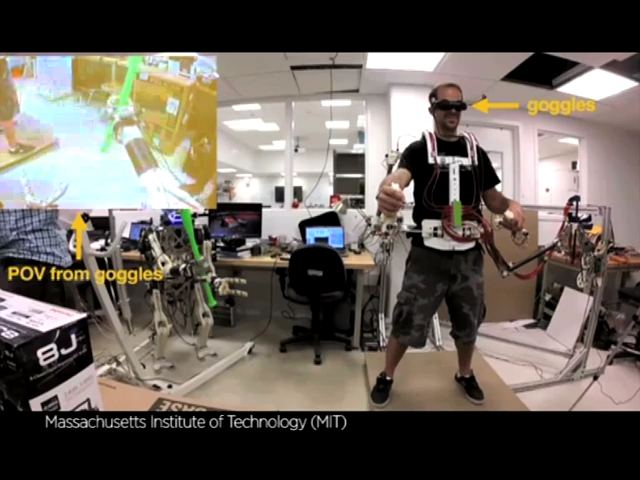 goggles
POV from goggles
8J
Massachusetts Institute of Technology (MIT)